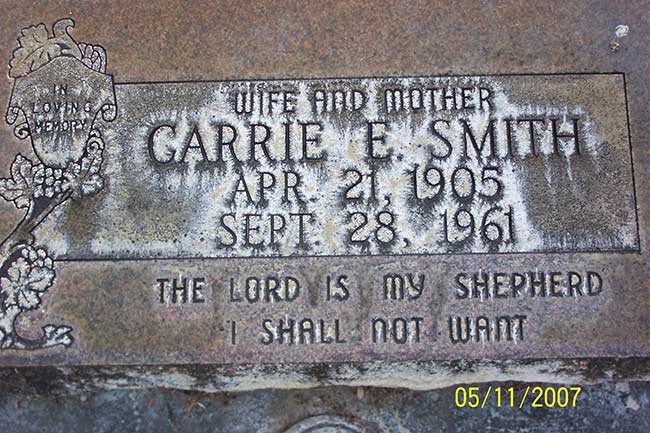 IN
LOVING
MEMORY
WIFE AND MOTHER
CARRIE E. SMITH
APR. 21, 1905
SEPT. 28, 1961
THE LORD IS MY SHEPHERD
I SHALL NOT WANT
05/11/2007